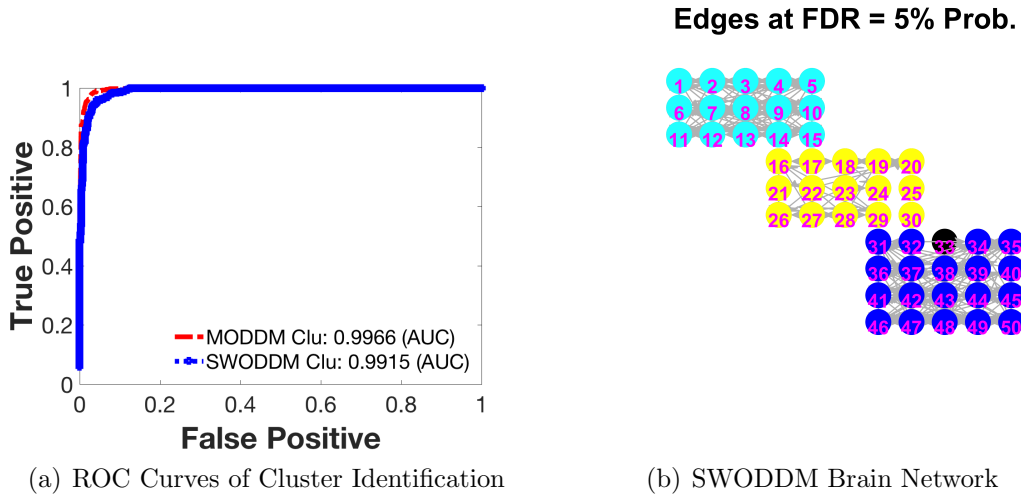 Edges at FDR = 5% Prob.
1 2 3 4 5
6 7 8 9 10
11 12 13 14 15
16 17 18 19 20
21 22 23 24 25
26 27 28 29 30
31 32 33 34 35
36 37 38 39 40
41 42 43 44 45
46 47 48 49 50
True Positive
1
0.8
0.6
0.4
0.2
0
MODDM Clu: 0.9966 (AUC)
SWODDM Clu: 0.9915 (AUC)
0 0.2 0.4 0.6 0.8 1
False Positive
(a) ROC Curves of Cluster Identification
(b) SWODDM Brain Network